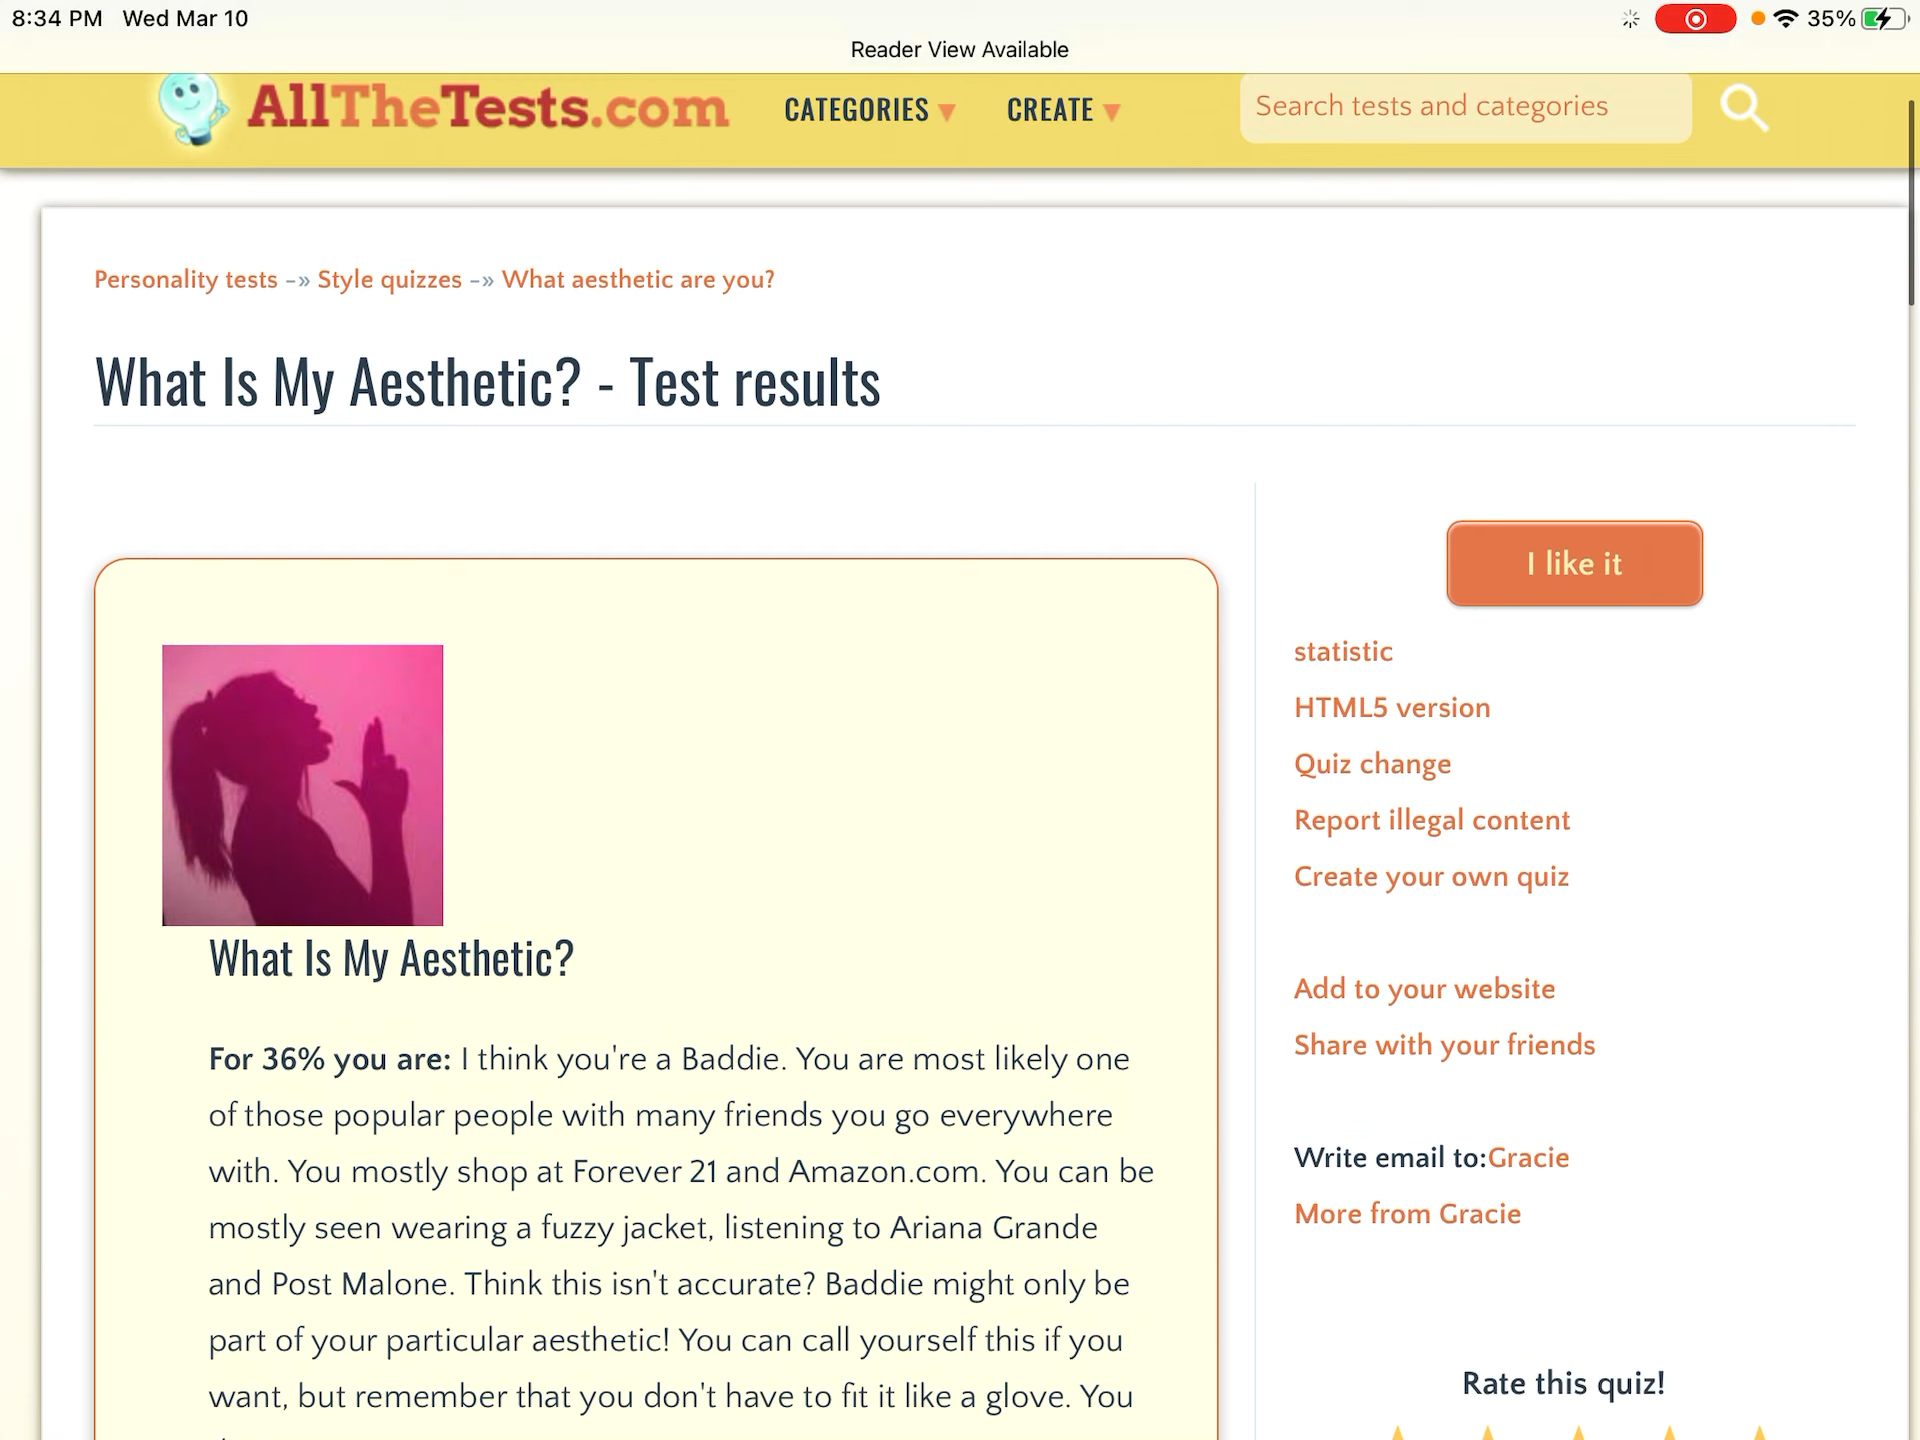 8:34 PM Wed Mar 10
35%
Reader View Available
AllTheTests.com CATEGORIES CREATE Search tests and categories
Personality tests -» Style quizzes -» What aesthetic are you?
What Is My Aesthetic? - Test results
I like it
statistic
HTML5 version
Quiz change
Report illegal content
Create your own quiz
Add to your website
Share with your friends
Write email to:Gracie
More from Gracie
Rate this quiz!
What Is My Aesthetic?
For 36% you are: I think you're a Baddie. You are most likely one
of those popular people with many friends you go everywhere
with. You mostly shop at Forever 21 and Amazon.com. You can be
mostly seen wearing a fuzzy jacket, listening to Ariana Grande
and Post Malone. Think this isn't accurate? Baddie might only be
part of your particular aesthetic! You can call yourself this if you
want, but remember that you don't have to fit it like a glove. You